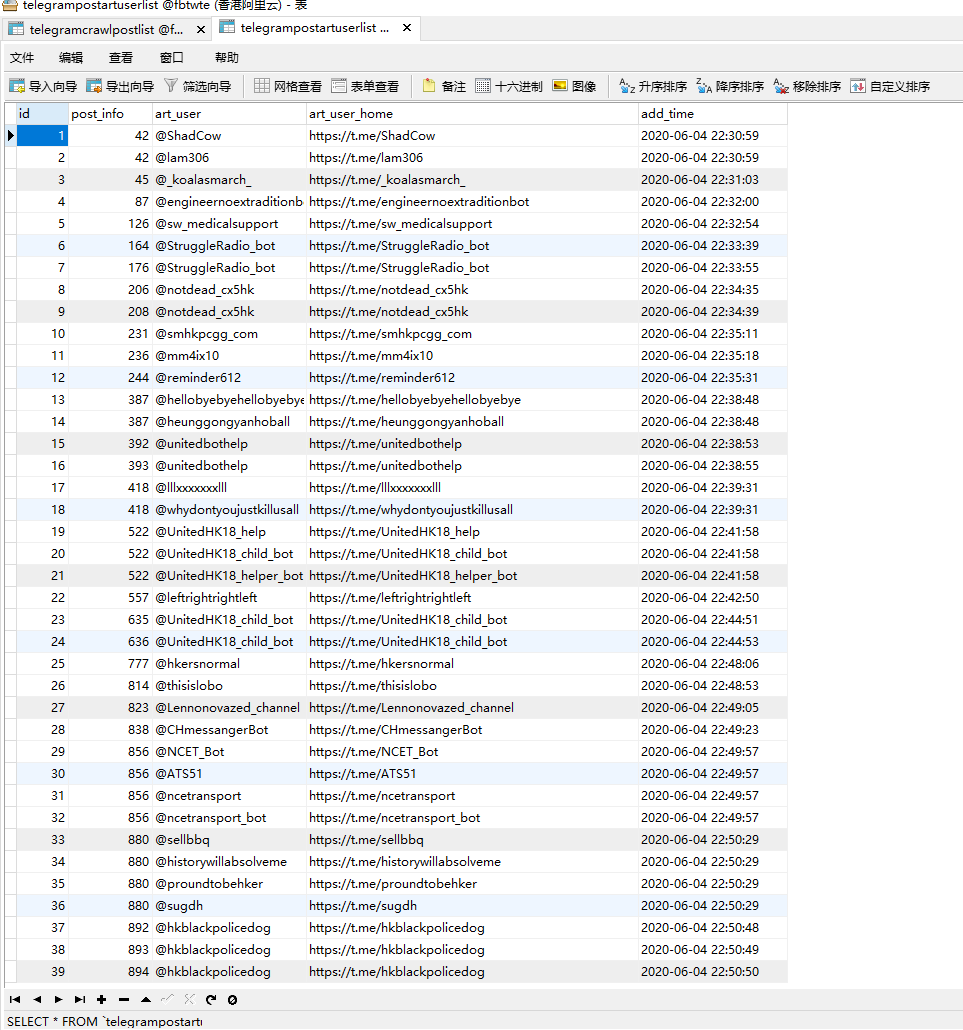 telegrampostartuserlist @fbtwte (香港阿里云) - 表
telegramcrawlpostlist @f... × telegrampostartuserlist ... ×
文件 编辑 查看 窗口 帮助
导入向导 导出向导 筛选向导 网格查看 表单查看 备注 十六进制 图像 升序排序 降序排序 移除排序 自定义排序
id post_info art_user art_user_home add_time
1 42 @ShadCow https://t.me/ShadCow 2020-06-04 22:30:59
2 42 @lam306 https://t.me/lam306 2020-06-04 22:30:59
3 45 @_koalasmarch_ https://t.me/_koalasmarch_ 2020-06-04 22:31:03
4 87 @engineernoextraditionb https://t.me/engineernoextraditionbot 2020-06-04 22:32:00
5 126 @sw_medicalsupport https://t.me/sw_medicalsupport 2020-06-04 22:32:54
6 164 @StruggleRadio_bot https://t.me/StruggleRadio_bot 2020-06-04 22:33:39
7 176 @StruggleRadio_bot https://t.me/StruggleRadio_bot 2020-06-04 22:33:55
8 206 @notdead_cx5hk https://t.me/notdead_cx5hk 2020-06-04 22:34:35
9 208 @notdead_cx5hk https://t.me/notdead_cx5hk 2020-06-04 22:34:39
10 231 @smhkpcgg_com https://t.me/smhkpcgg_com 2020-06-04 22:35:11
11 236 @mm4ix10 https://t.me/mm4ix10 2020-06-04 22:35:18
12 244 @reminder612 https://t.me/reminder612 2020-06-04 22:35:31
13 387 @hellobyebyehellobyebye https://t.me/hellobyebyehellobyebye 2020-06-04 22:38:48
14 387 @heunggongyanhoball https://t.me/heunggongyanhoball 2020-06-04 22:38:48
15 392 @unitedbothelp https://t.me/unitedbothelp 2020-06-04 22:38:53
16 393 @unitedbothelp https://t.me/unitedbothelp 2020-06-04 22:38:55
17 418 @lllxxxxxxxlll https://t.me/lllxxxxxxxlll 2020-06-04 22:39:31
18 418 @whydontyoujustkillusall https://t.me/whydontyoujustkillusall 2020-06-04 22:39:31
19 522 @UnitedHK18_help https://t.me/UnitedHK18_help 2020-06-04 22:41:58
20 522 @UnitedHK18_child_bot https://t.me/UnitedHK18_child_bot 2020-06-04 22:41:58
21 522 @UnitedHK18_helper_bot https://t.me/UnitedHK18_helper_bot 2020-06-04 22:41:58
22 557 @leftrightrightleft https://t.me/leftrightrightleft 2020-06-04 22:42:50
23 635 @UnitedHK18_child_bot https://t.me/UnitedHK18_child_bot 2020-06-04 22:44:51
24 636 @UnitedHK18_child_bot https://t.me/UnitedHK18_child_bot 2020-06-04 22:44:53
25 777 @hkersnormal https://t.me/hkersnormal 2020-06-04 22:48:06
26 814 @thisislobo https://t.me/thisislobo 2020-06-04 22:48:53
27 823 @Lennonovazed_channel https://t.me/Lennonovazed_channel 2020-06-04 22:49:05
28 838 @CHmessangerBot https://t.me/CHmessangerBot 2020-06-04 22:49:23
29 856 @NCET_Bot https://t.me/NCET_Bot 2020-06-04 22:49:57
30 856 @ATS51 https://t.me/ATS51 2020-06-04 22:49:57
31 856 @ncetransport https://t.me/ncetransport 2020-06-04 22:49:57
32 856 @ncetransport_bot https://t.me/ncetransport_bot 2020-06-04 22:49:57
33 880 @sellbbq https://t.me/sellbbq 2020-06-04 22:50:29
34 880 @historywillabsolveme https://t.me/historywillabsolveme 2020-06-04 22:50:29
35 880 @proundtobehker https://t.me/proundtobehker 2020-06-04 22:50:29
36 880 @sugdh https://t.me/sugdh 2020-06-04 22:50:29
37 892 @hkblackpolicedog https://t.me/hkblackpolicedog 2020-06-04 22:50:48
38 893 @hkblackpolicedog https://t.me/hkblackpolicedog 2020-06-04 22:50:49
39 894 @hkblackpolicedog https://t.me/hkblackpolicedog 2020-06-04 22:50:50
SELECT * FROM `telegrampostartu